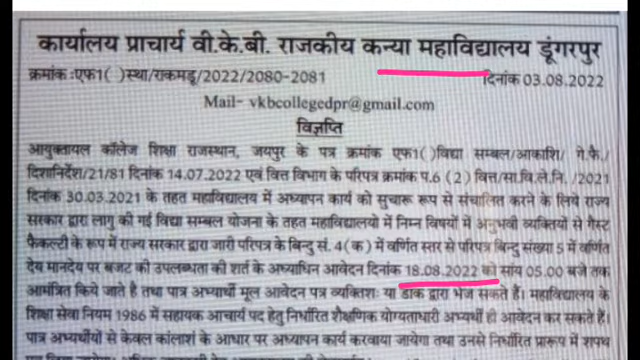 कार्यालय प्राचार्य वी.के.बी. राजकीय कन्या महाविद्यालय डूंगरपुर
क्रमांक :एफ1( )स्था/राकमडू/2022/2080-2081 दिनांक 03.08.2022
Mail- vkbcollegedpr@gmail.com
विज्ञप्ति
आयुक्तायल कॉलेज शिक्षा राजस्थान, जयपुर के पत्र क्रमांक एफ1( )विद्या सम्बल/आकाशि/ गे.फै./
दिशानिर्देश/21/81 दिनांक 14.07.2022 एवं वित्त विभाग के परिपत्र क्रमांक प.6 (2) वित्त/सा.वि.ले.नि. /2021
दिनांक 30.03.2021 के तहत महाविद्यालय में अध्यापन कार्य को सुचारू रूप से संचालित करने के लिये राज्य
सरकार द्वारा लागु की गई विद्या सम्बल योजना के तहत महाविद्यालयो में निम्न विषयों में अनुभवी व्यक्तियों से गैस्ट
फैकल्टी के रूप में राज्य सरकार द्वारा जारी परिपत्र के बिन्दु सं. 4(क) में वर्णित स्तर से परिपत्र बिन्दु संख्या 5 में वर्णित
देय मानदेय पर बजट की उपलब्धता की शर्त के अध्याधिन आवेदन दिनांक 18.08.2022 को सांय 05.00 बजे तक
आमंत्रित किये जाते है तथा पात्र अभ्यार्थी मूल आवेदन पत्र व्यक्तिशः या डाक द्वारा भेज सकते हैं। महाविद्यालय के
शिक्षा सेवा नियम 1986 में सहायक आचार्य पद हेतु निर्धारित शैक्षणिक योग्यताधारी अभ्यर्थी ही आवेदन कर सकते हैं।
पात्र अभ्यर्थियों से केवल कांलाशं के आधार पर अध्यापन कार्य करवाया जायेगा तथा उनसे निर्धारित प्रारूप में शपथ